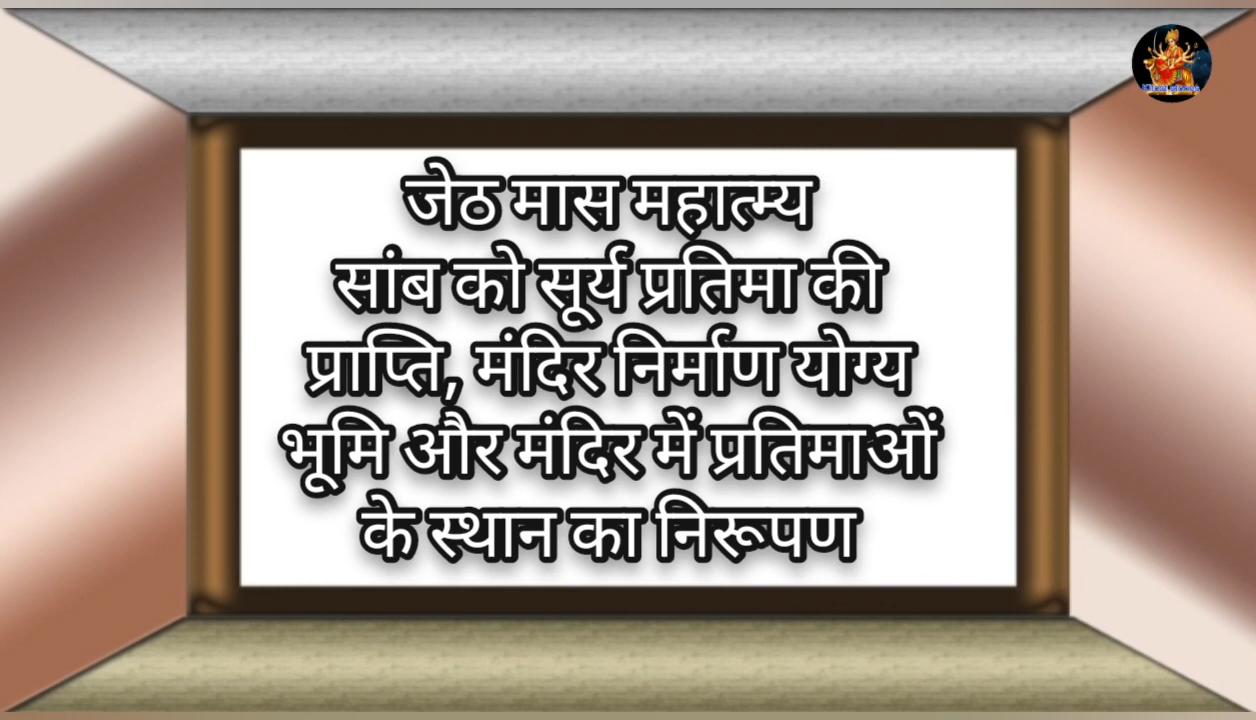 जेठ मास महात्म्य
सांब को सूर्य प्रतिमा की
प्राप्ति, मंदिर निर्माण योग्य
भूमि और मंदिर में प्रतिमाओं
के स्थान का निरूपण